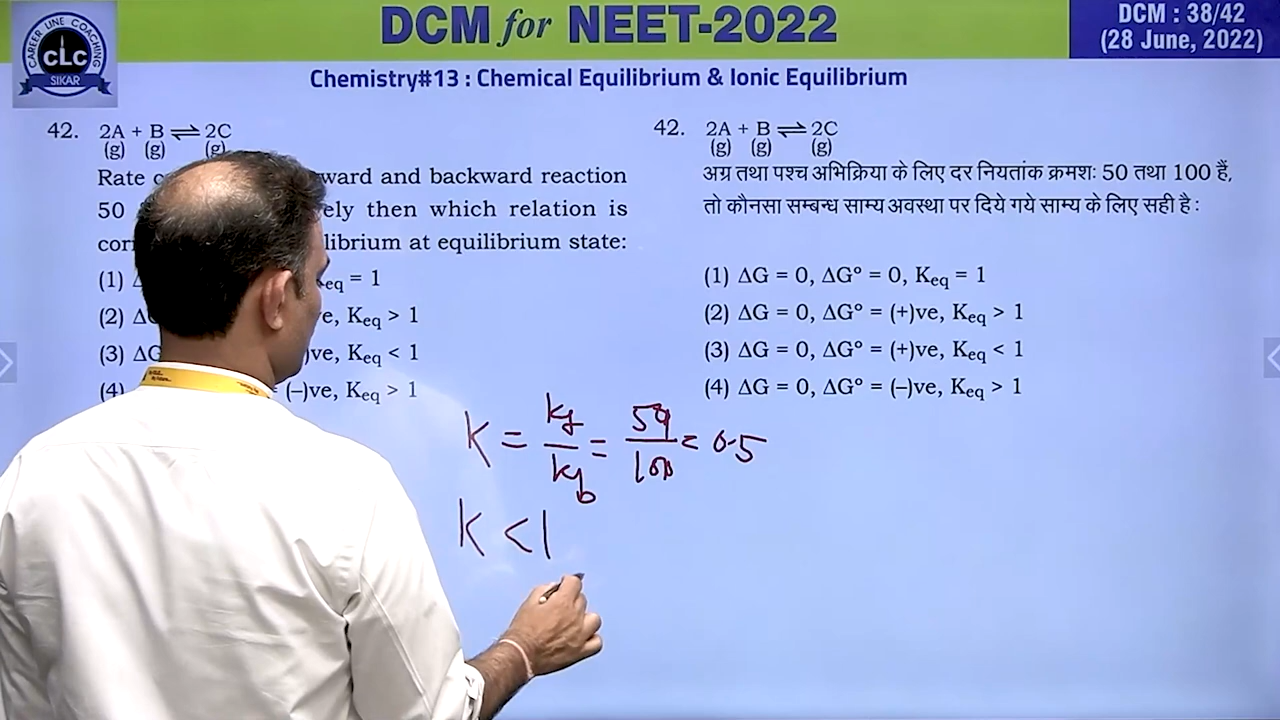 CAREER LINE COACHING
CLC
SIKAR
DCM for NEET-2022
DCM : 38/42
(28 June, 2022)
Chemistry#13 : Chemical Equilibrium & Ionic Equilibrium
42. 2A + B ⇌ 2C
(g) (g) (g)
Rate ward and backward reaction
50 ely then which relation is
librium at equilibrium state:
(1) eq = 1
(2) e, Keq > 1
(3) ΔG )ve, Keq < 1
(4) (–)ve, Keq > 1
42. 2A + B ⇌ 2C
(g) (g) (g)
अग्र तथा पश्च अभिक्रिया के लिए दर नियतांक क्रमशः 50 तथा 100 हैं,
तो कौनसा सम्बन्ध साम्य अवस्था पर दिये गये साम्य के लिए सही है :
(1) ΔG = 0, ΔG° = 0, Keq = 1
(2) ΔG = 0, ΔG° = (+)ve, Keq > 1
(3) ΔG = 0, ΔG° = (+)ve, Keq < 1
(4) ΔG = 0, ΔG° = (–)ve, Keq > 1
K = kf/kb = 50/100 = 0.5
K < 1